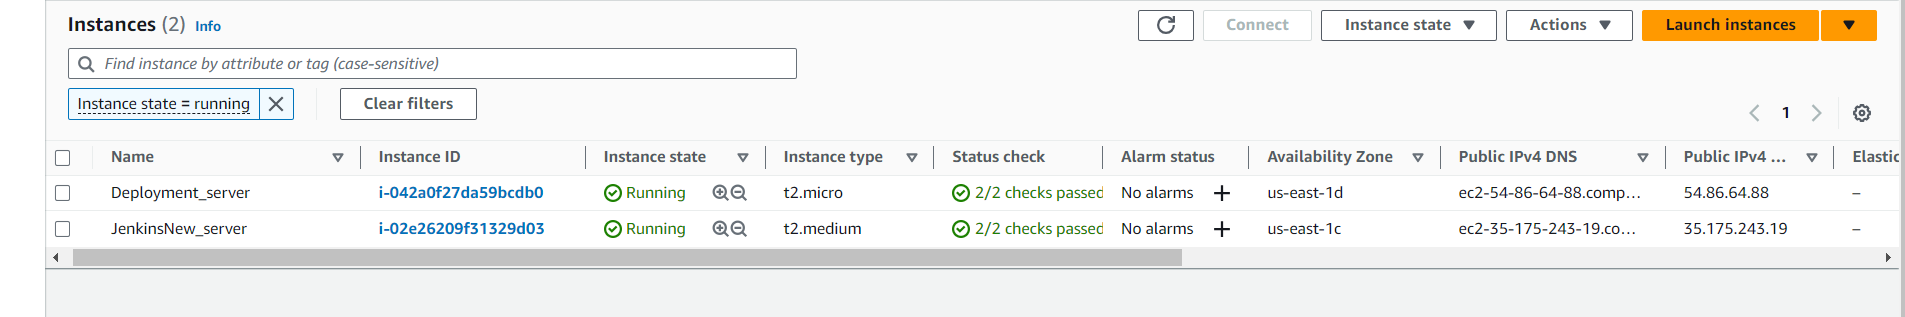 Instances (2) Info
Connect Instance state Actions Launch instances
Find instance by attribute or tag (case-sensitive)
Instance state = running Clear filters
1
Name Instance ID Instance state Instance type Status check Alarm status Availability Zone Public IPv4 DNS Public IPv4 ... Elastic
Deployment_server i-042a0f27da59bcdb0 Running t2.micro 2/2 checks passed No alarms + us-east-1d ec2-54-86-64-88.comp... 54.86.64.88 –
JenkinsNew_server i-02e26209f31329d03 Running t2.medium 2/2 checks passed No alarms + us-east-1c ec2-35-175-243-19.co... 35.175.243.19 –